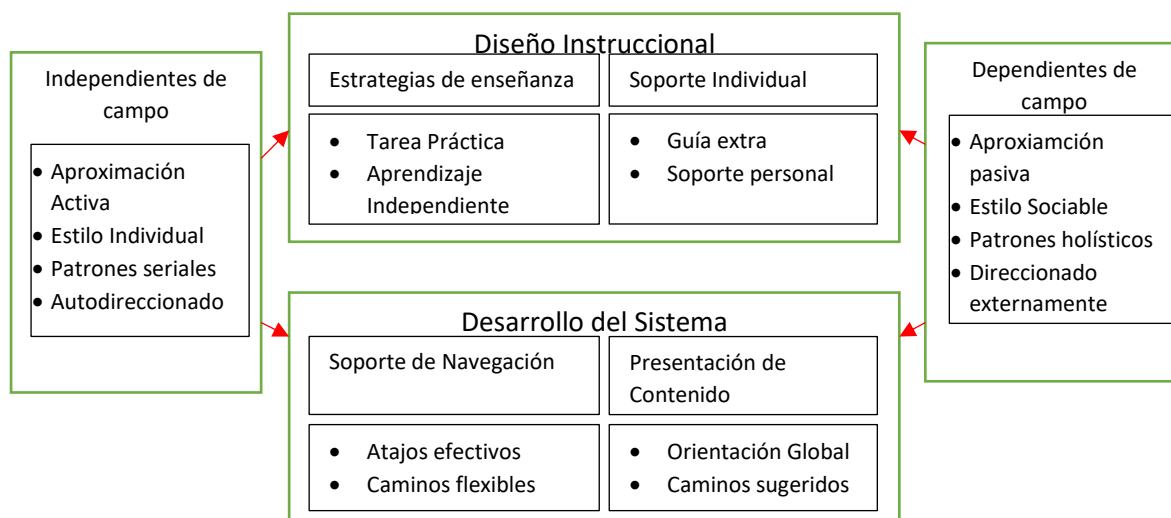 Independientes de
campo
Aproximación
Activa
Estilo Individual
Patrones seriales
Autodireccionado
Diseño Instruccional
Estrategias de enseñanza
Soporte Individual
Tarea Práctica
Aprendizaje
Independiente
Guía extra
Soporte personal
Dependientes de
campo
Aproxiamción
pasiva
Estilo Sociable
Patrones holísticos
Direccionado
externamente
Desarrollo del Sistema
Soporte de Navegación
Presentación de
Contenido
Atajos efectivos
Caminos flexibles
Orientación Global
Caminos sugeridos